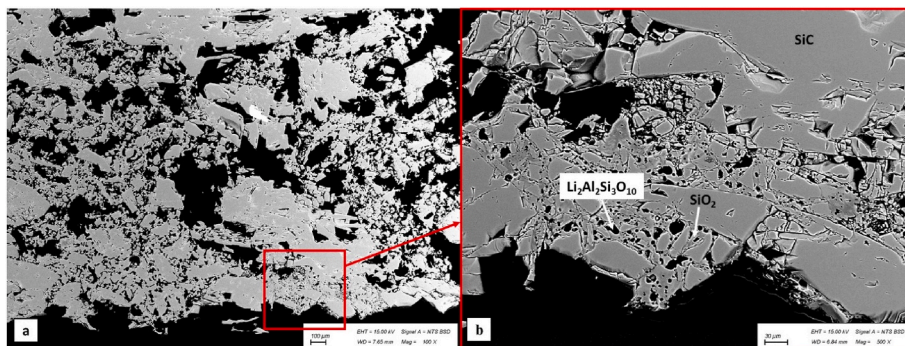 a
100 µm
EHT = 15.00 kV Signal A = NTS BSD
WD = 7.65 mm Mag = 100 X
SiC
Li₂Al₂Si₃O₁₀
SiO₂
b
30 µm
EHT = 15.00 kV Signal A = NTS BSD
WD = 6.84 mm Mag = 500 X